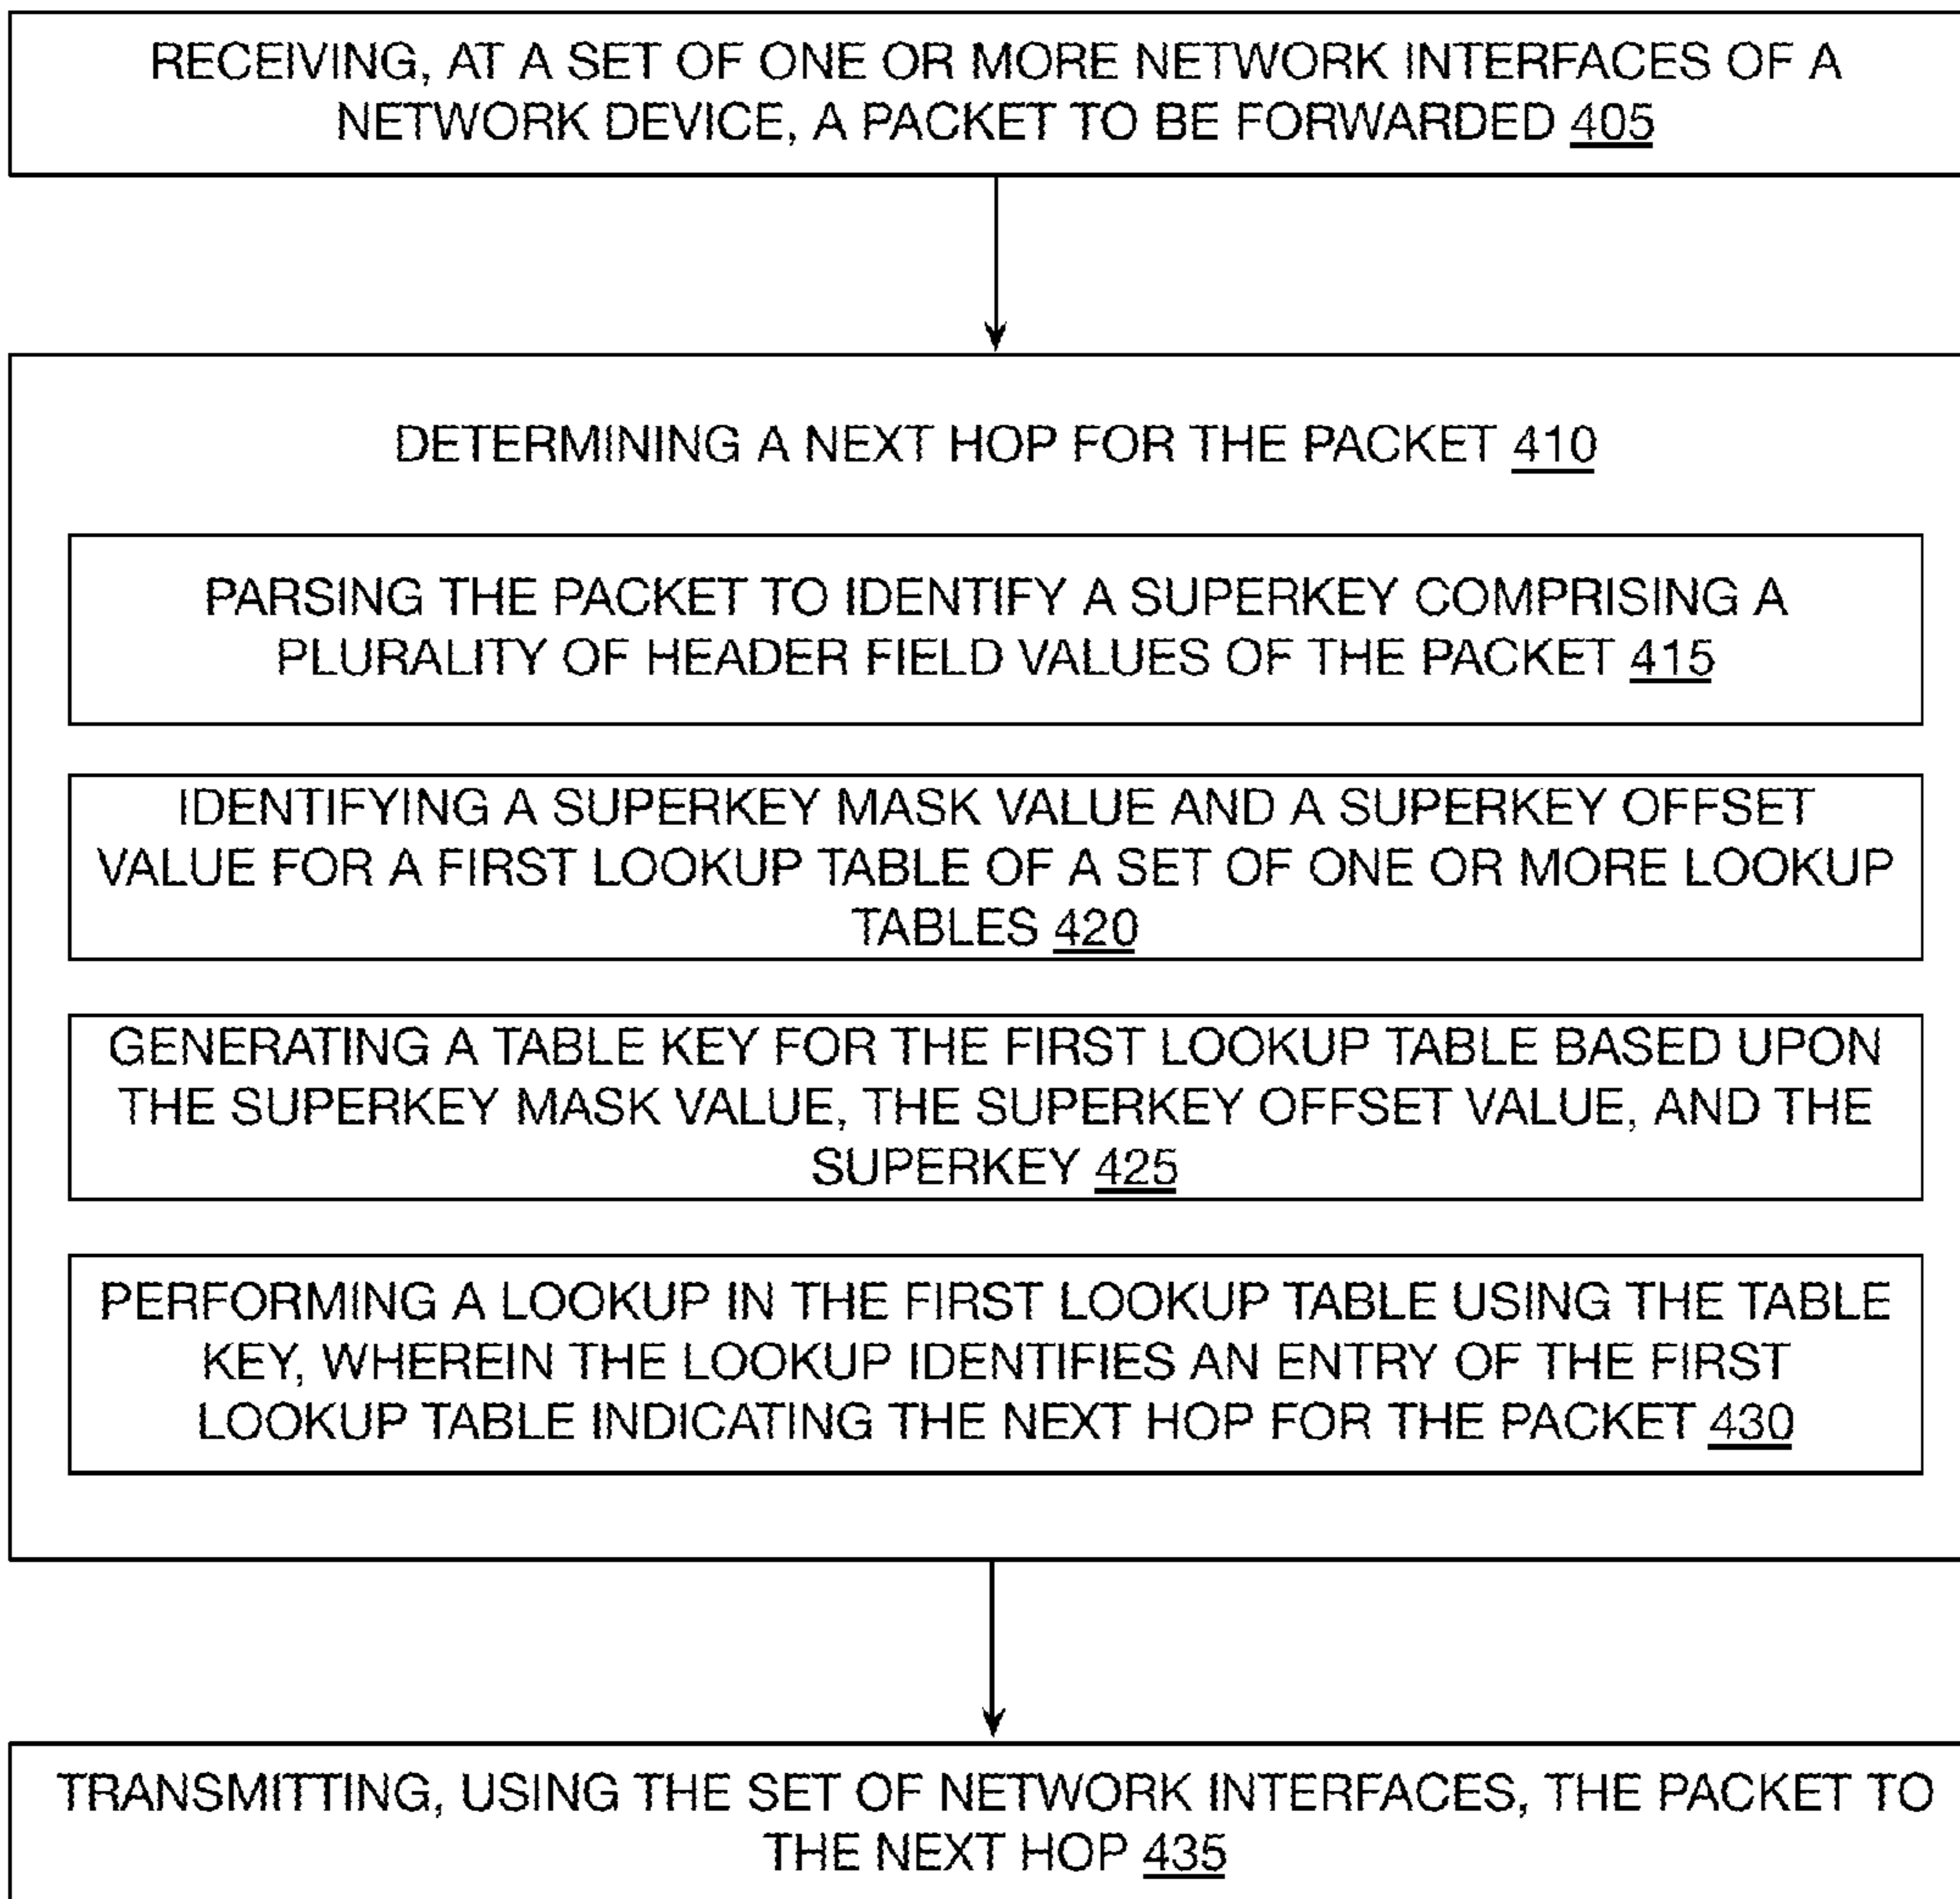 RECEIVING, AT A SET OF ONE OR MORE NETWORK INTERFACES OF A
NETWORK DEVICE, A PACKET TO BE FORWARDED 405
DETERMINING A NEXT HOP FOR THE PACKET 410
PARSING THE PACKET TO IDENTIFY A SUPERKEY COMPRISING A
PLURALITY OF HEADER FIELD VALUES OF THE PACKET 415
IDENTIFYING A SUPERKEY MASK VALUE AND A SUPERKEY OFFSET
VALUE FOR A FIRST LOOKUP TABLE OF A SET OF ONE OR MORE LOOKUP
TABLES 420
GENERATING A TABLE KEY FOR THE FIRST LOOKUP TABLE BASED UPON
THE SUPERKEY MASK VALUE, THE SUPERKEY OFFSET VALUE, AND THE
SUPERKEY 425
PERFORMING A LOOKUP IN THE FIRST LOOKUP TABLE USING THE TABLE
KEY, WHEREIN THE LOOKUP IDENTIFIES AN ENTRY OF THE FIRST
LOOKUP TABLE INDICATING THE NEXT HOP FOR THE PACKET 430
TRANSMITTING, USING THE SET OF NETWORK INTERFACES, THE PACKET TO
THE NEXT HOP 435